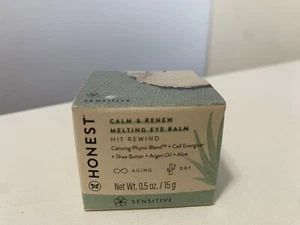 SENSITIVE
HONEST
CALM & RENEW
MELTING EYE BALM
HIT REWIND
Calming Phyto-Blend™ + Cell Energizer
+ Shea Butter + Argan Oil + Aloe
AGING DRY
Net Wt. 0.5 oz. / 15 g
SENSITIVE